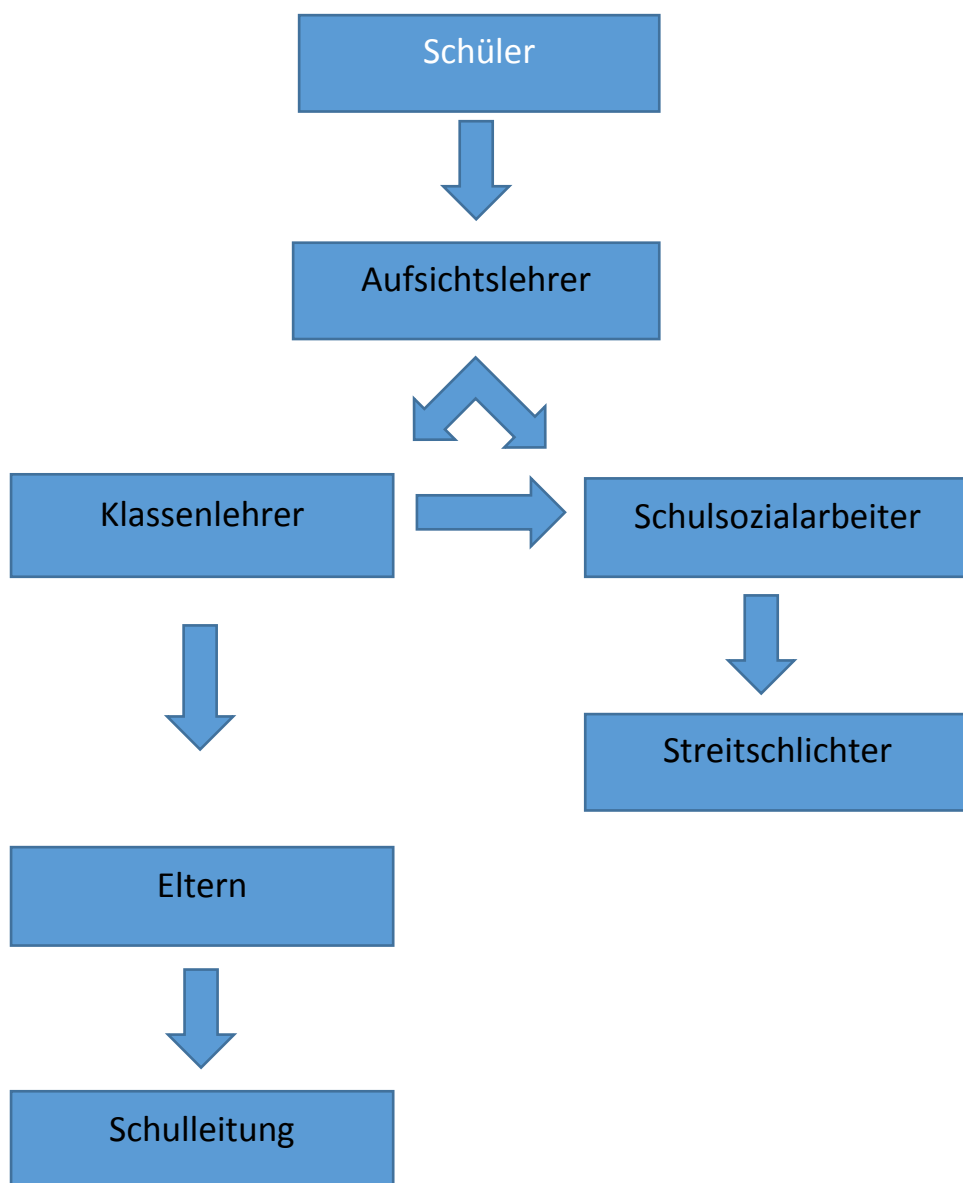 Schüler
Aufsichtslehrer
Klassenlehrer
Schulsozialarbeiter
Streitschlichter
Eltern
Schulleitung